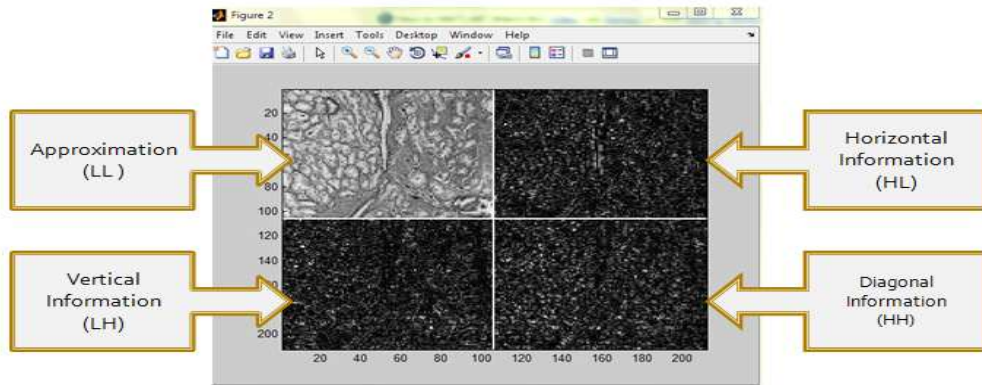 Figure 2
File Edit View Insert Tools Desktop Window Help
Approximation
(LL)
Horizontal
Information
(HL)
Vertical
Information
(LH)
Diagonal
Information
(HH)
20
40
60
80
100
120
140
200
20 40 60 80 100 120 140 160 180 200